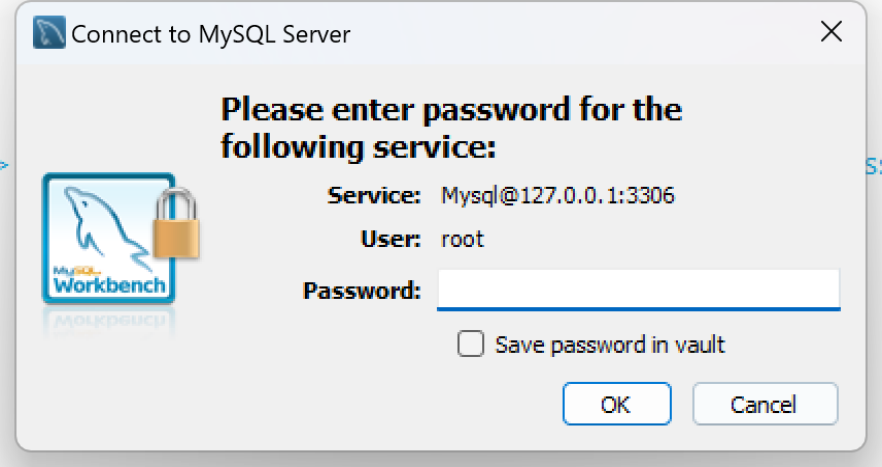 Connect to MySQL Server
Please enter password for the
following service:
Service: Mysql@127.0.0.1:3306
User: root
MySQL
Workbench
Password:
Save password in vault
OK Cancel